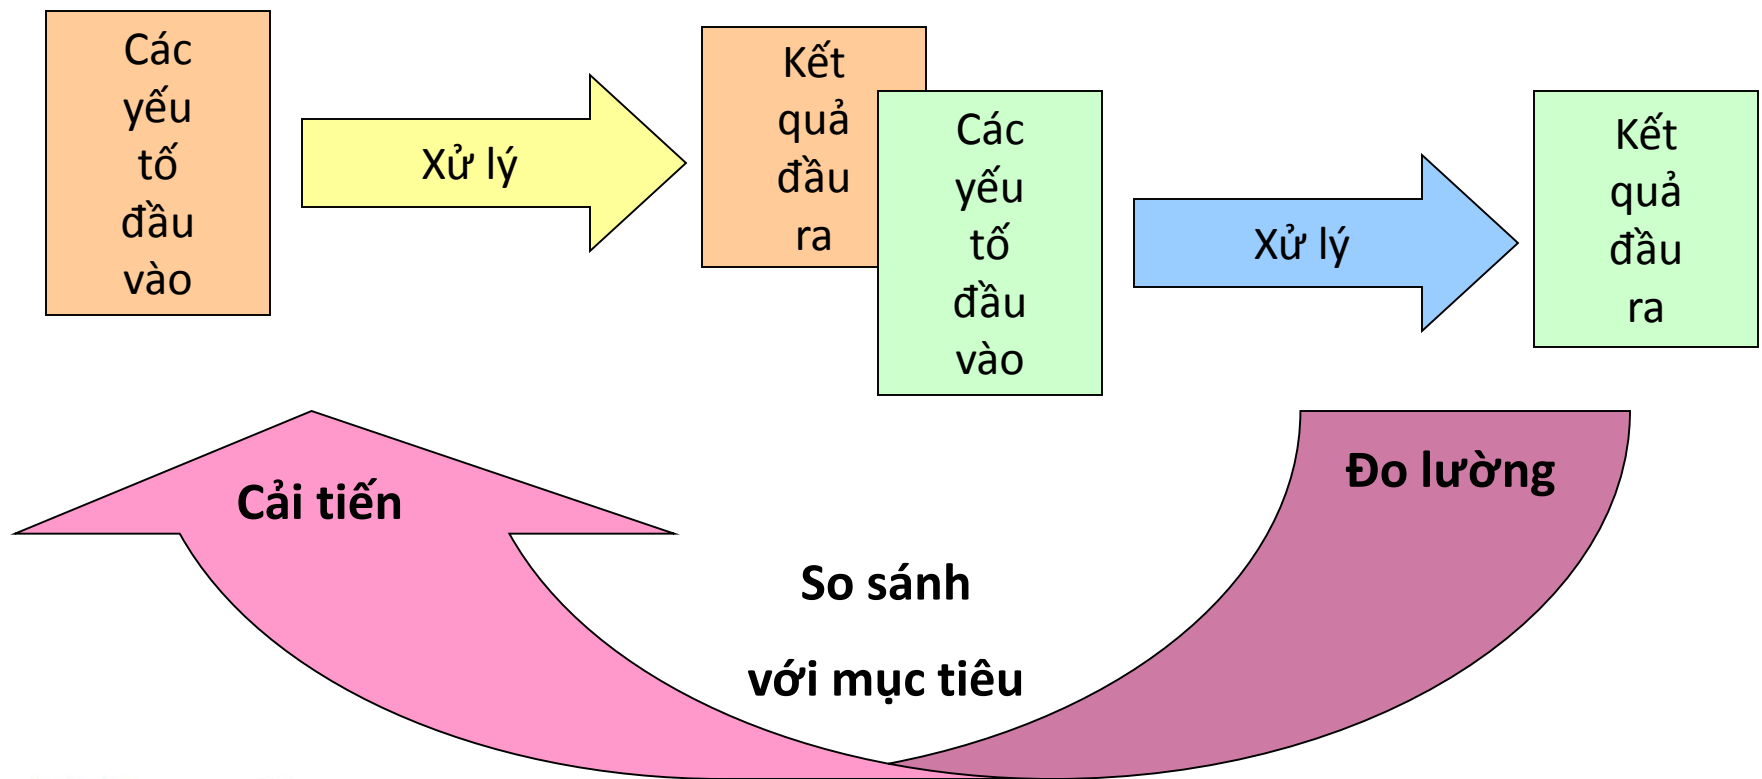 Các
yếu
tố
đầu
vào
Xử lý
Kết
quả
đầu
ra
Các
yếu
tố
đầu
vào
Xử lý
Kết
quả
đầu
ra
Cải tiến
So sánh
với mục tiêu
Đo lường